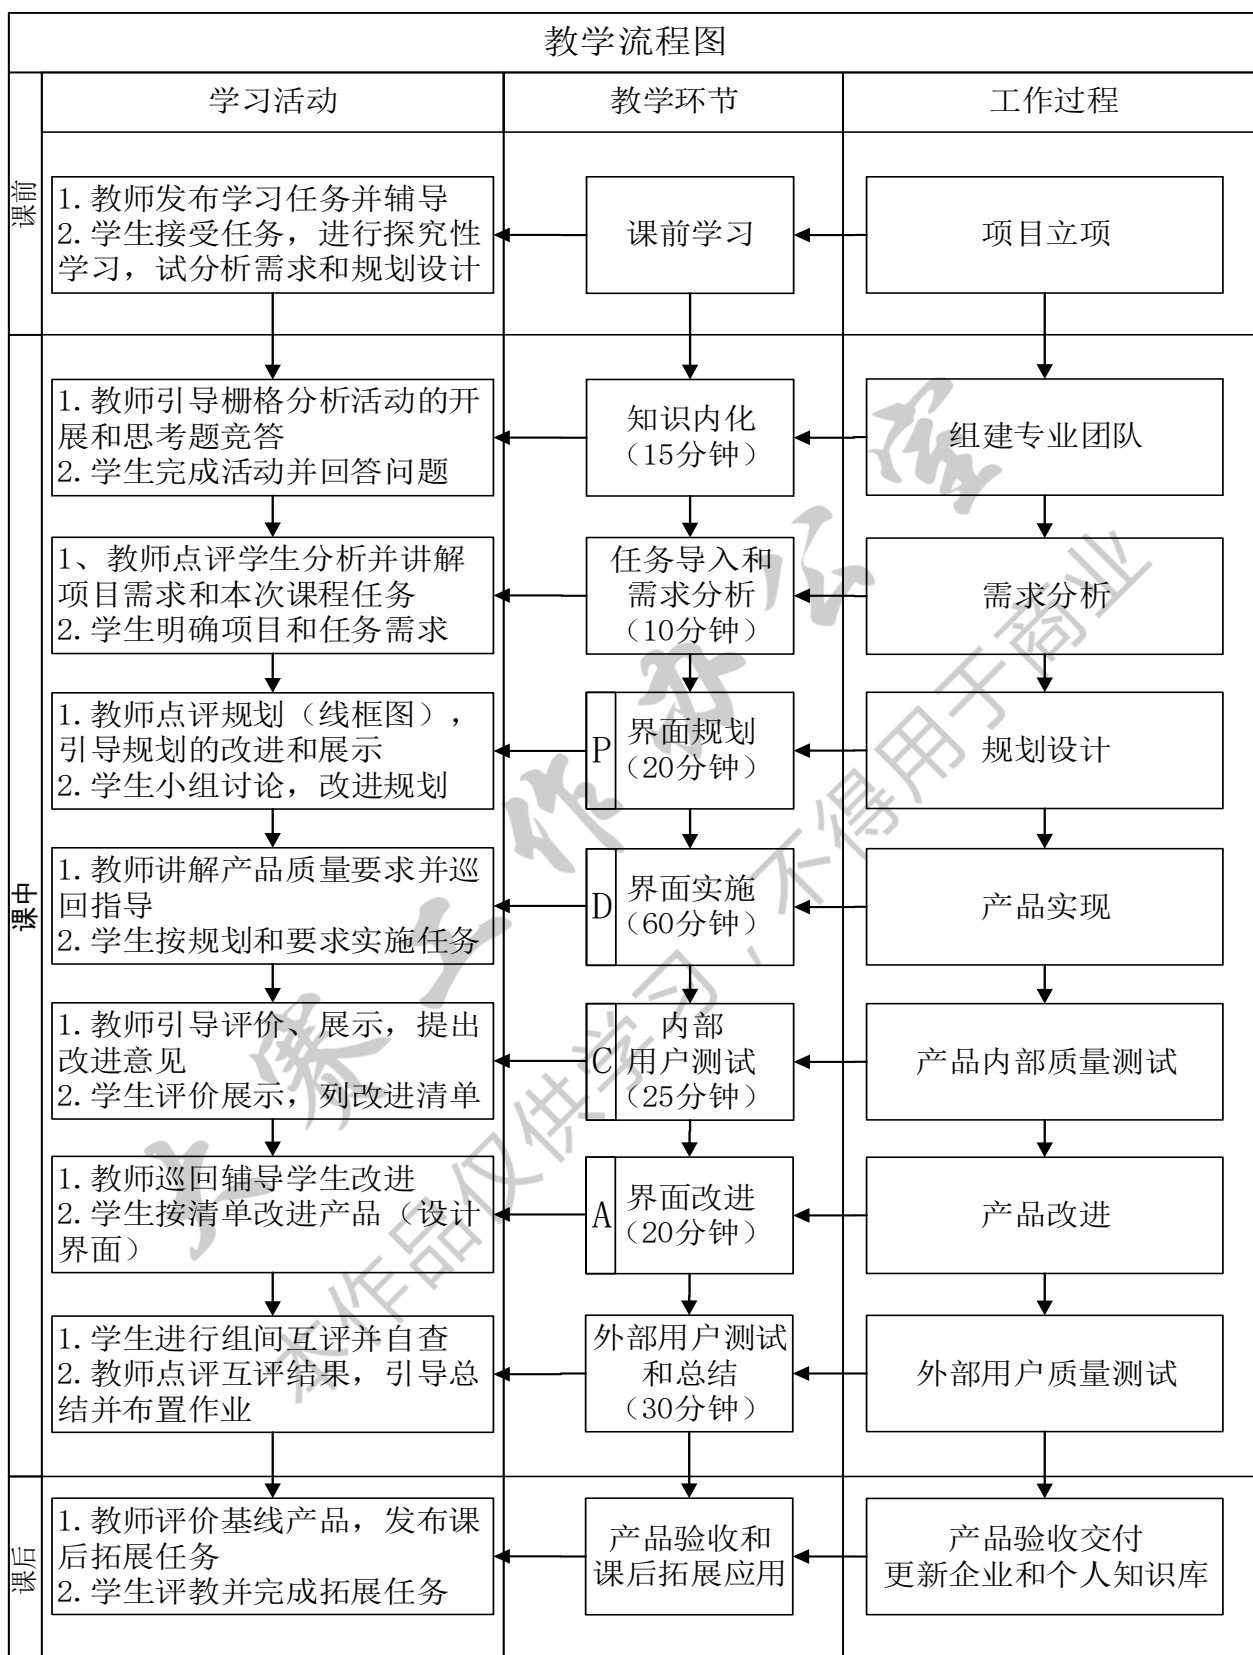 教学流程图
学习活动
教学环节
工作过程
课前
1.教师发布学习任务并辅导
2.学生接受任务，进行探究性
学习，试分析需求和规划设计
课前学习
项目立项
课中
1.教师引导栅格分析活动的开
展和思考题竞答
2.学生完成活动并回答问题
知识内化
（15分钟）
组建专业团队
1、教师点评学生分析并讲解
项目需求和本次课程任务
2.学生明确项目和任务需求
任务导入和
需求分析
（10分钟）
需求分析
1.教师点评规划（线框图），
引导规划的改进和展示
2.学生小组讨论，改进规划
P
界面规划
（20分钟）
规划设计
1.教师讲解产品质量要求并巡
回指导
2.学生按规划和要求实施任务
D
界面实施
（60分钟）
产品实现
1.教师引导评价、展示，提出
改进意见
2.学生评价展示，列改进清单
C
内部
用户测试
（25分钟）
产品内部质量测试
1.教师巡回辅导学生改进
2.学生按清单改进产品（设计
界面）
A
界面改进
（20分钟）
产品改进
1.学生进行组间互评并自查
2.教师点评互评结果，引导总
结并布置作业
外部用户测试
和总结
（30分钟）
外部用户质量测试
课后
1.教师评价基线产品，发布课
后拓展任务
2.学生评教并完成拓展任务
产品验收和
课后拓展应用
产品验收交付
更新企业和个人知识库
大赛工作办公室
本作品仅供学习，不得用于商业